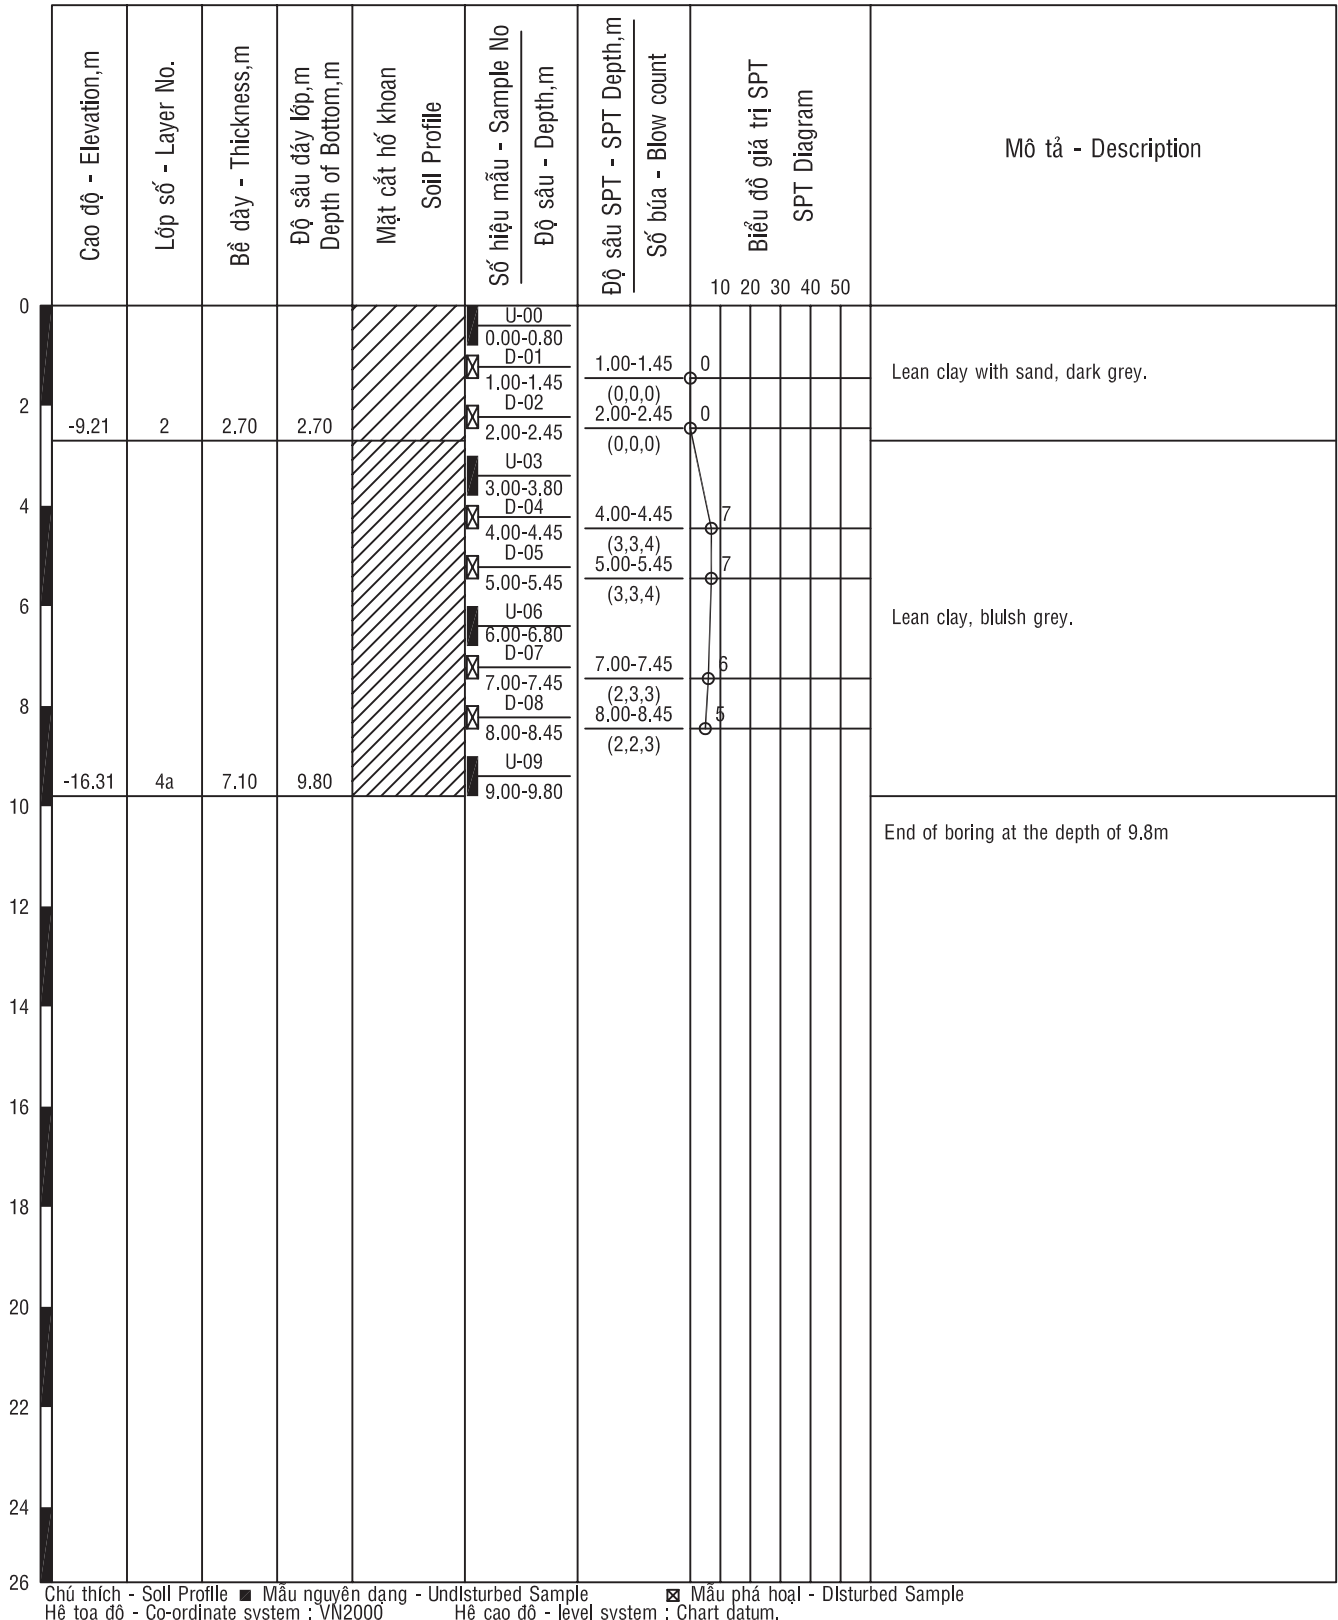 Cao độ - Elevation,m
Lớp số - Layer No.
Bề dày - Thickness,m
Độ sâu đáy lớp,m
Depth of Bottom,m
Mặt cắt hố khoan
Soil Profile
Số hiệu mẫu - Sample No
Độ sâu - Depth,m
Độ sâu SPT - SPT Depth,m
Số búa - Blow count
Biểu đồ giá trị SPT
SPT Diagram
10 20 30 40 50
Mô tả - Description
0
U-00
0.00-0.80
D-01
1.00-1.45
1.00-1.45 0
(0,0,0)
Lean clay with sand, dark grey.
2
D-02
2.00-2.45
2.00-2.45 0
(0,0,0)
-9.21 2 2.70 2.70
U-03
3.00-3.80
4
D-04
4.00-4.45
4.00-4.45 7
(3,3,4)
D-05
5.00-5.45
5.00-5.45 7
(3,3,4)
6
U-06
6.00-6.80
Lean clay, bluish grey.
D-07
7.00-7.45
7.00-7.45 6
(2,3,3)
8
D-08
8.00-8.45
8.00-8.45 5
(2,2,3)
U-09
9.00-9.80
-16.31 4a 7.10 9.80
10
End of boring at the depth of 9.8m
12
14
16
18
20
22
24
26
Chú thích - Soil Profile Mẫu nguyên dạng - Undisturbed Sample Mẫu phá hoại - Disturbed Sample
Hệ tọa độ - Co-ordinate system : VN2000 Hệ cao độ - level system : Chart datum.